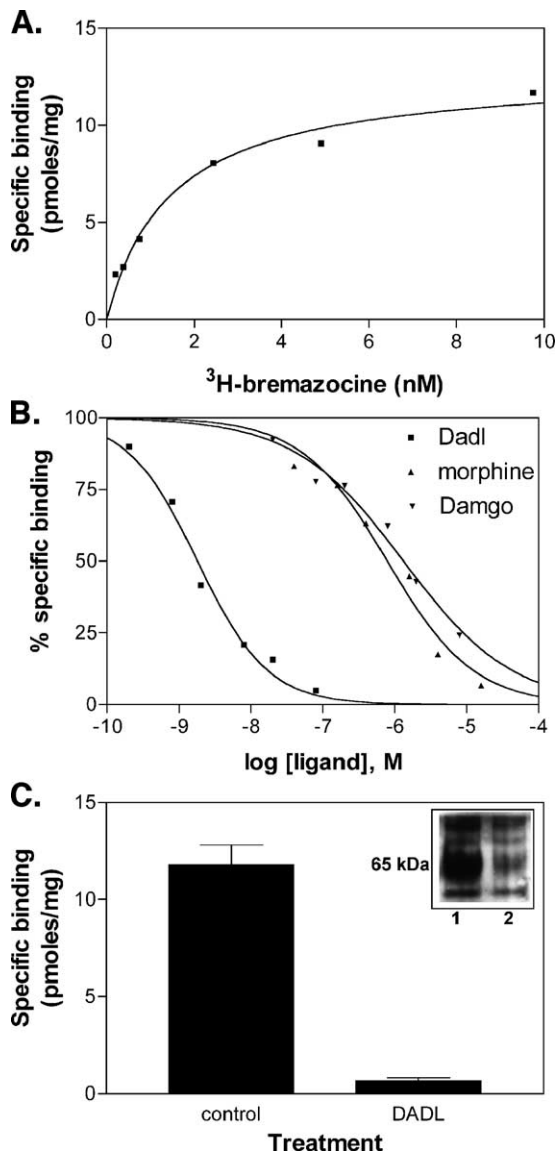 A.
15
10
5
0
Specific binding
(pmoles/mg)
0 2 4 6 8 10
³H-bremazocine (nM)
B.
100
75
50
25
0
% specific binding
Dadl
morphine
Damgo
-10 -9 -8 -7 -6 -5 -4
log [ligand], M
C.
15
10
5
0
Specific binding
(pmoles/mg)
65 kDa
1 2
control DADL
Treatment